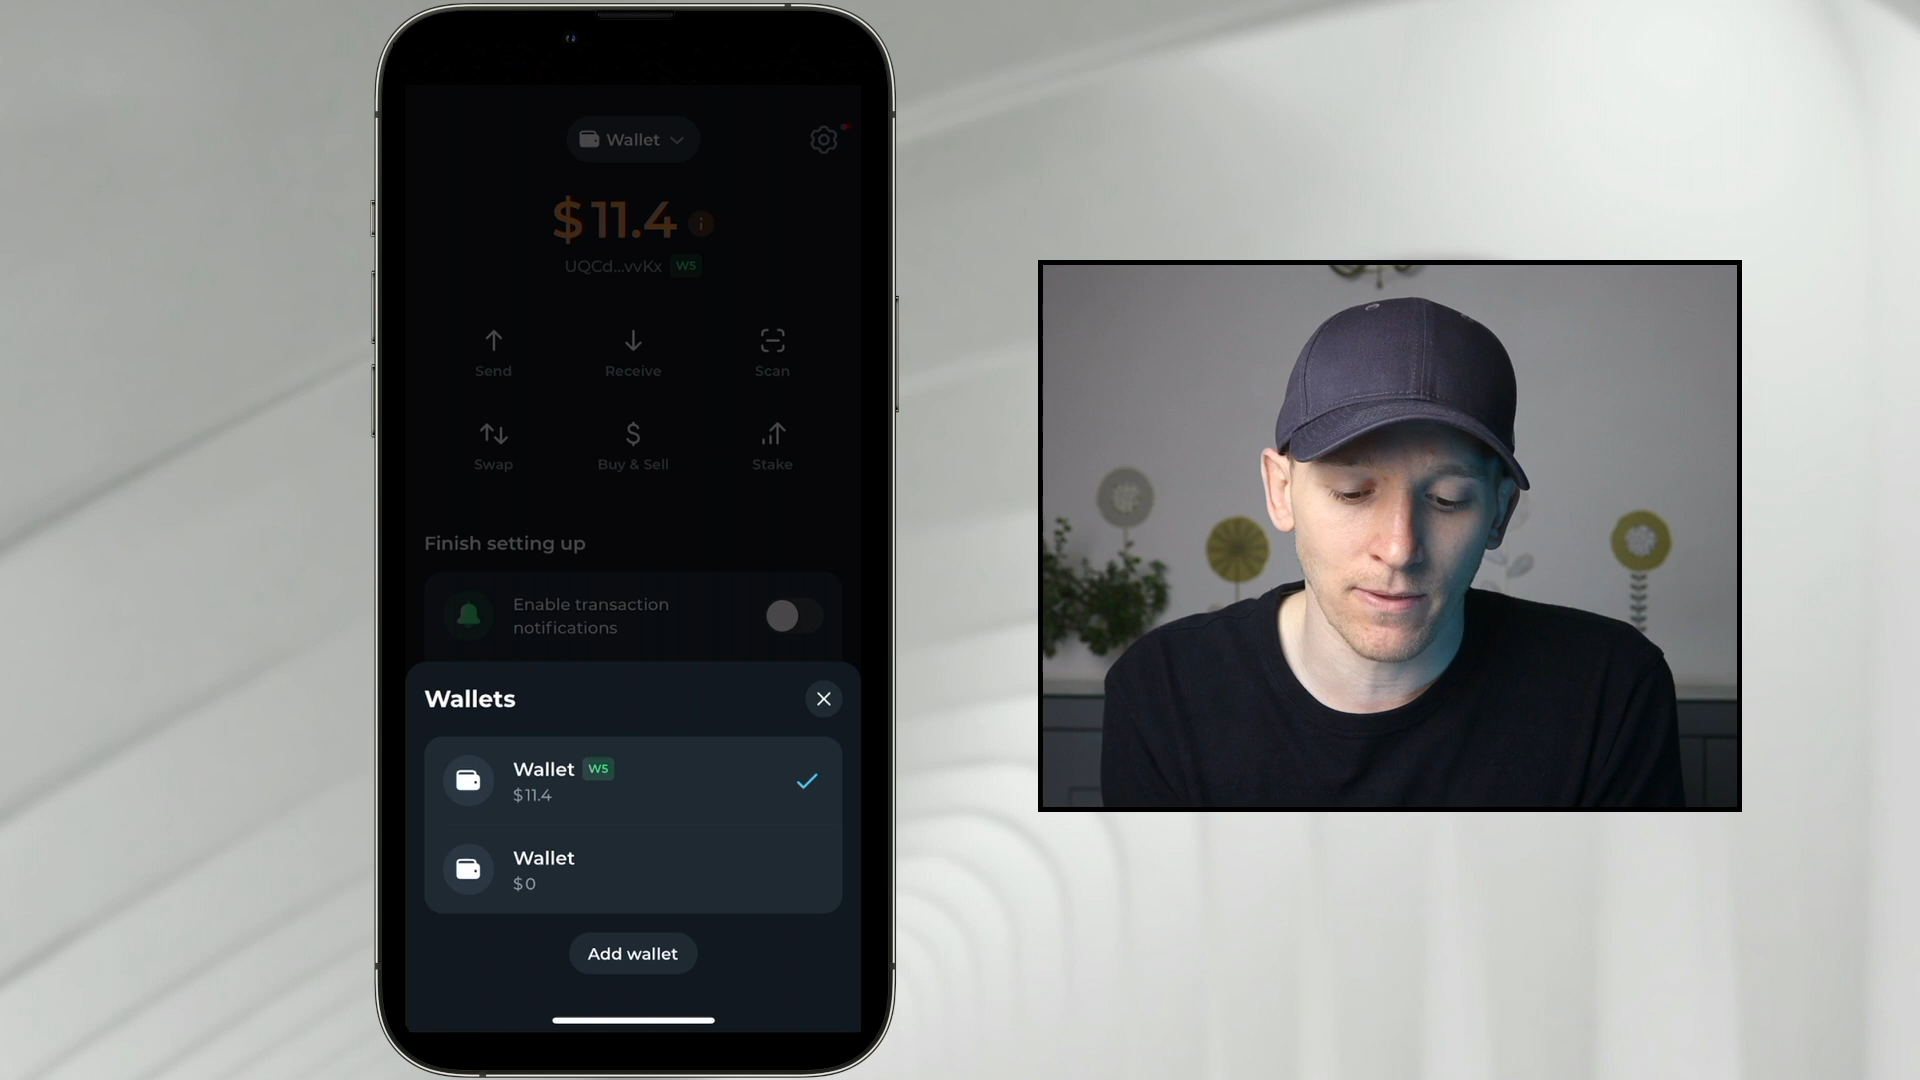 Wallet
$11.4
UQCd...vvKx W5
Send
Receive
Scan
Swap
Buy & Sell
Stake
Finish setting up
Enable transaction
notifications
Wallets
Wallet W5
$11.4
Wallet
$0
Add wallet